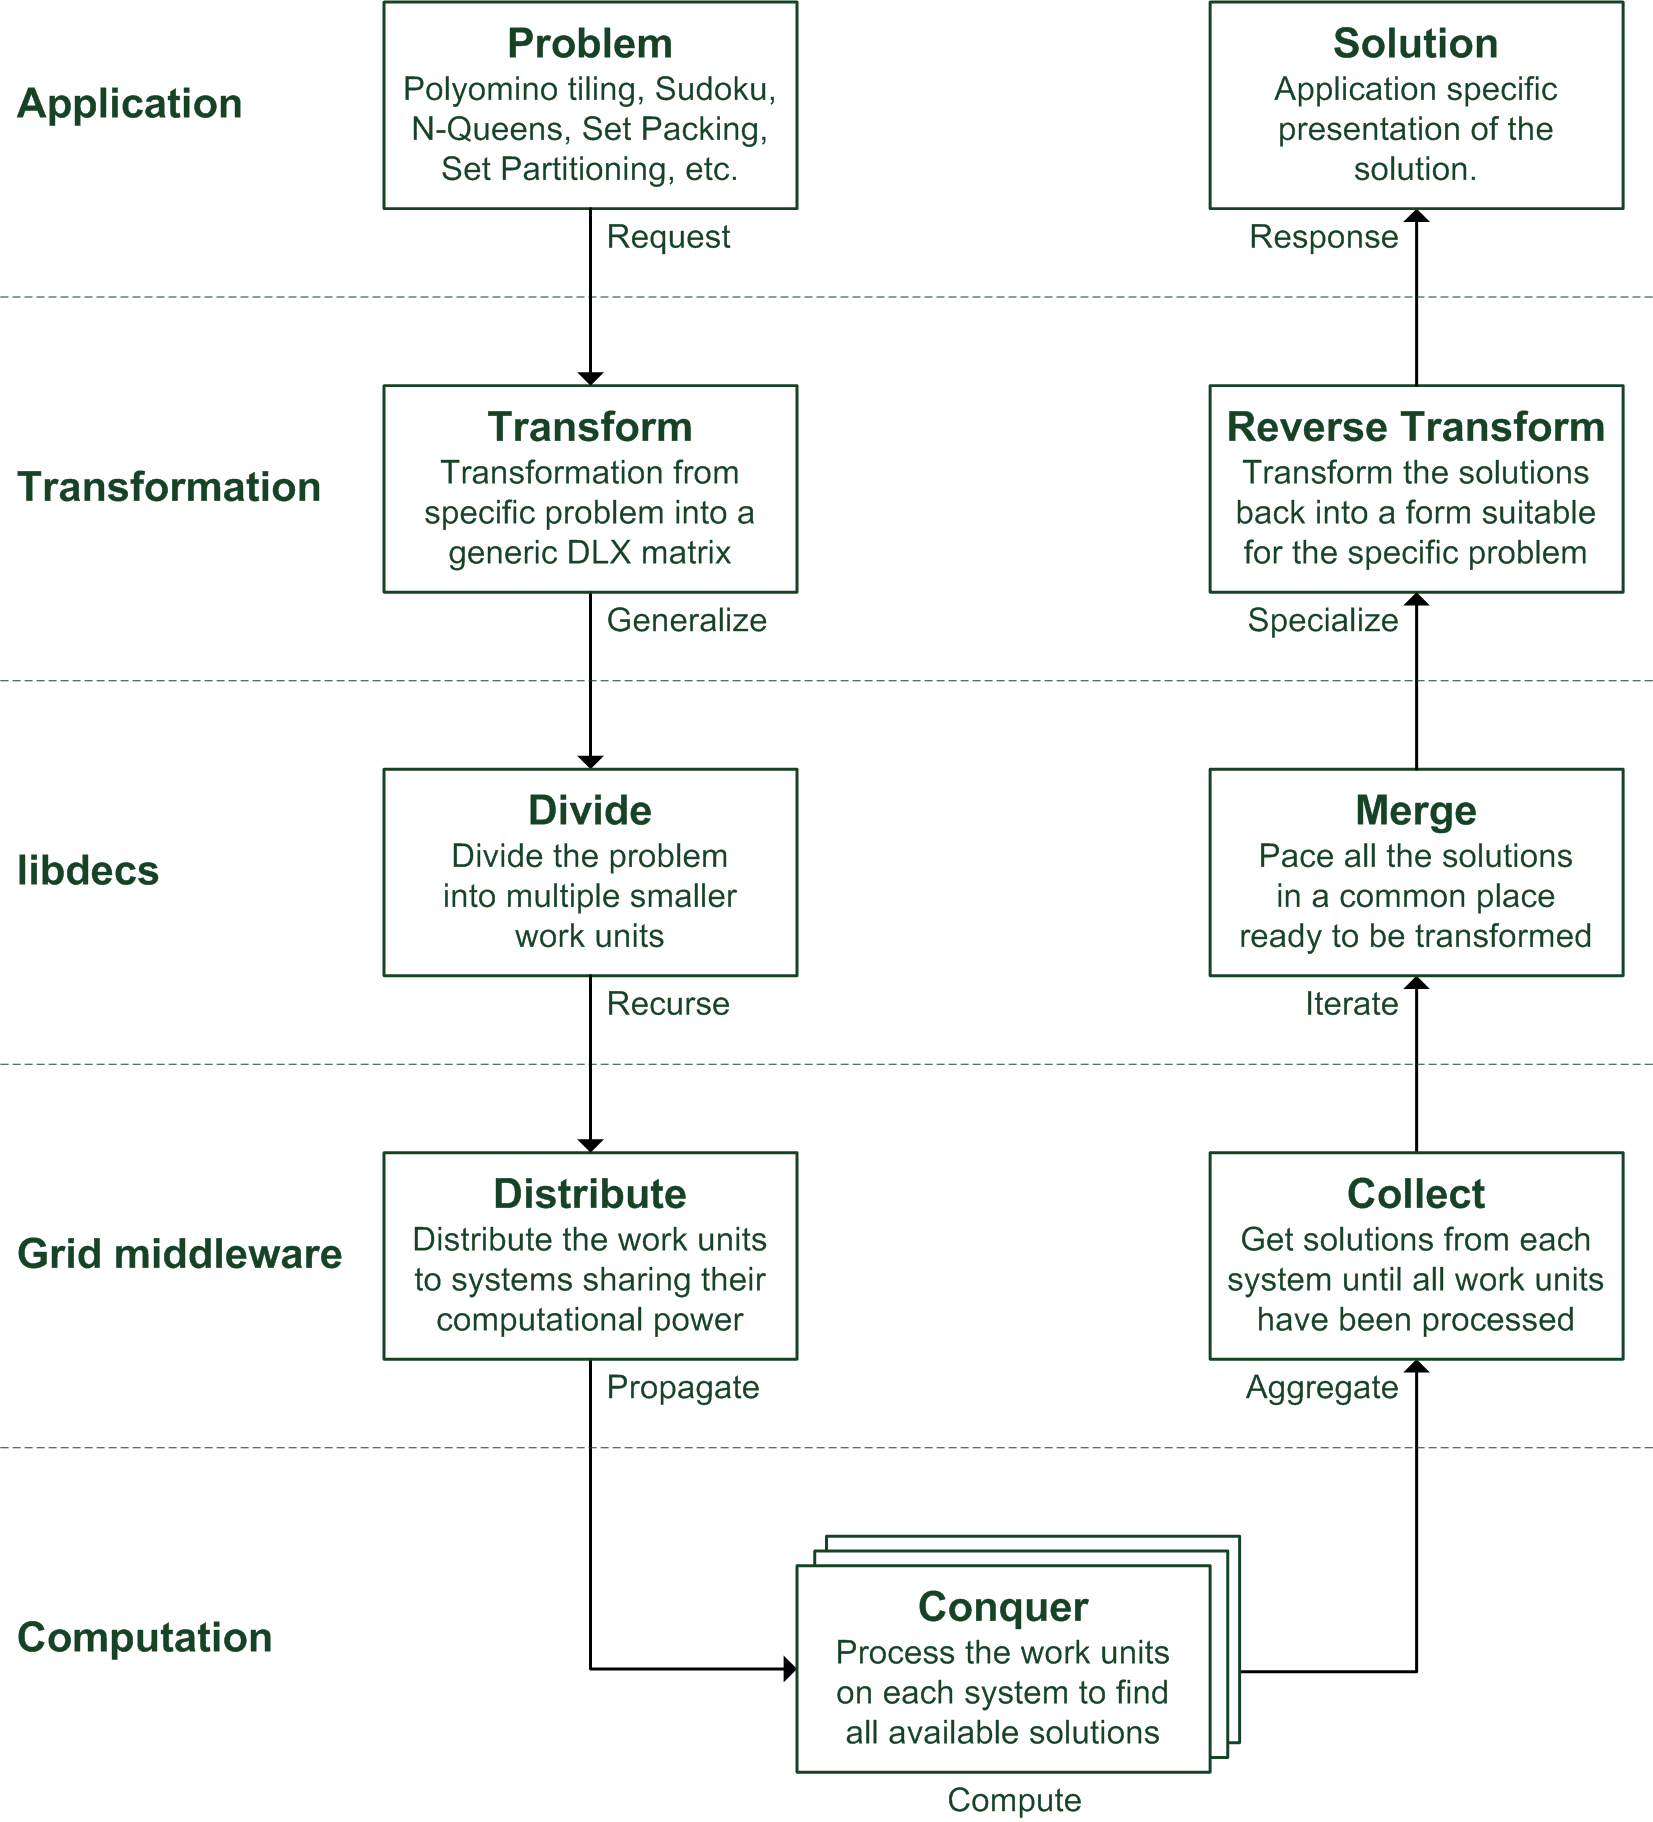 Application
Problem
Polyomino tiling, Sudoku,
N-Queens, Set Packing,
Set Partitioning, etc.
Request
Solution
Application specific
presentation of the
solution.
Response
Transformation
Transform
Transformation from
specific problem into a
generic DLX matrix
Generalize
Reverse Transform
Transform the solutions
back into a form suitable
for the specific problem
Specialize
libdecs
Divide
Divide the problem
into multiple smaller
work units
Recurse
Merge
Pace all the solutions
in a common place
ready to be transformed
Iterate
Grid middleware
Distribute
Distribute the work units
to systems sharing their
computational power
Propagate
Collect
Get solutions from each
system until all work units
have been processed
Aggregate
Computation
Conquer
Process the work units
on each system to find
all available solutions
Compute